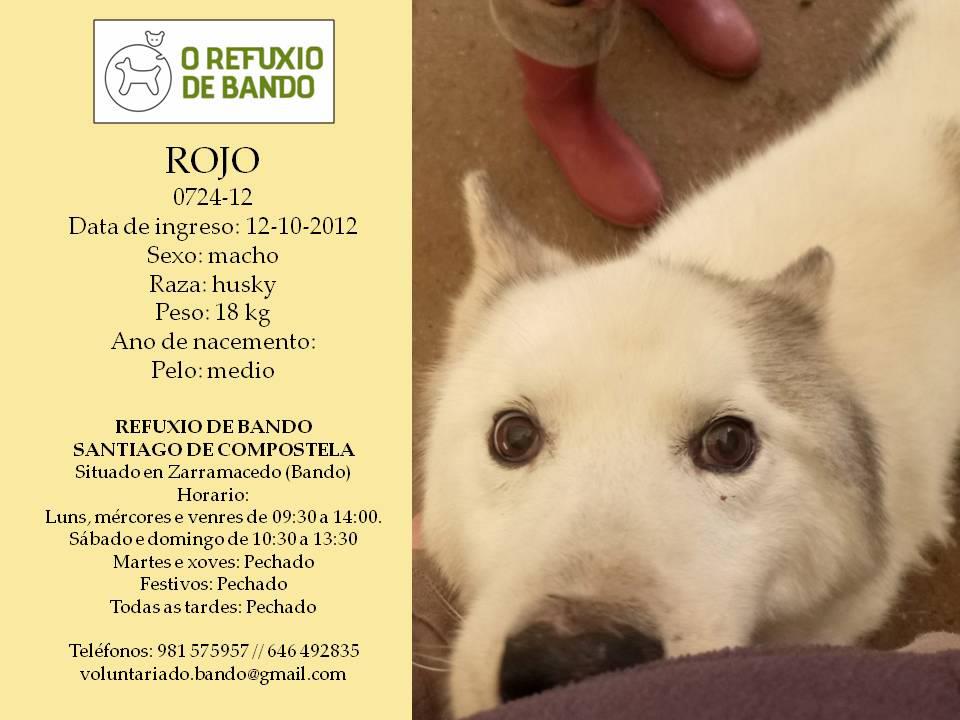 O REFUXIO
DE BANDO
ROJO
0724-12
Data de ingreso: 12-10-2012
Sexo: macho
Raza: husky
Peso: 18 kg
Ano de nacemento:
Pelo: medio
REFUXIO DE BANDO
SANTIAGO DE COMPOSTELA
Situado en Zarramacedo (Bando)
Horario:
Luns, mércores e venres de 09:30 a 14:00.
Sábado e domingo de 10:30 a 13:30
Martes e xoves: Pechado
Festivos: Pechado
Todas as tardes: Pechado
Teléfonos: 981 575957 // 646 492835
voluntariado.bando@gmail.com